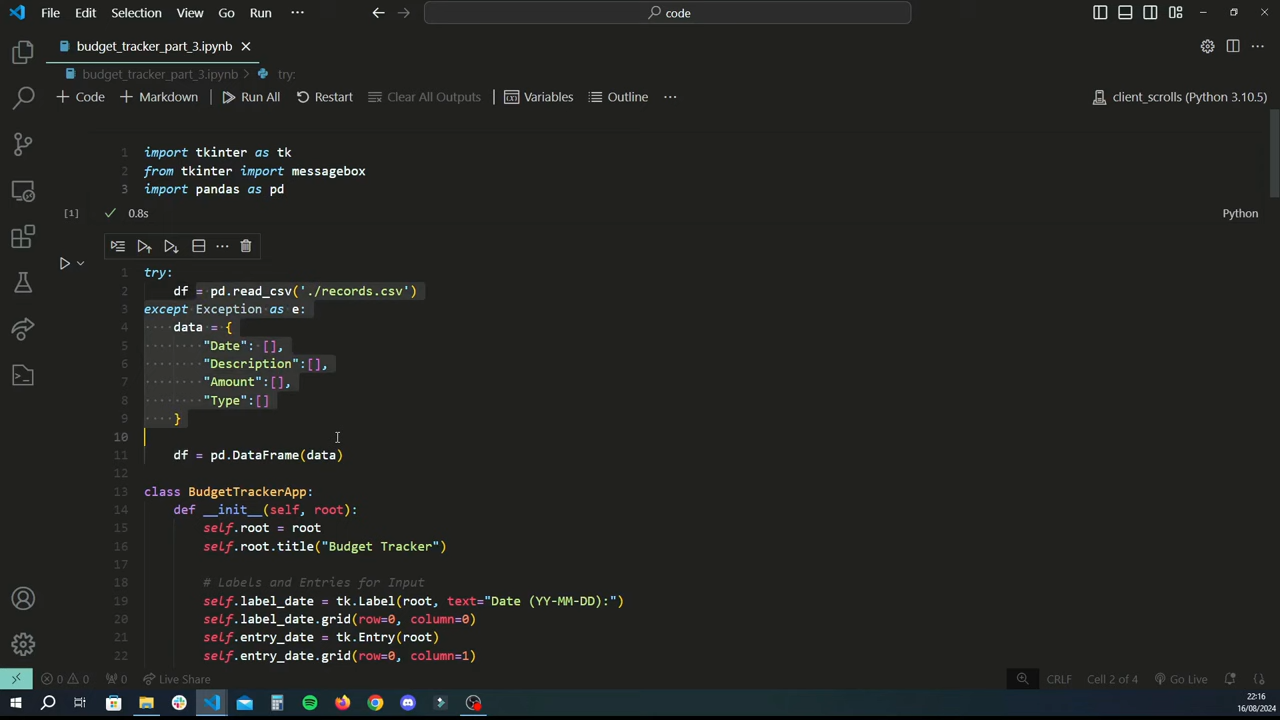 File Edit Selection View Go Run ··· code
budget_tracker_part_3.ipynb
budget_tracker_part_3.ipynb > try:
+ Code + Markdown Run All Restart Clear All Outputs Variables Outline ··· client_scrolls (Python 3.10.5)
1 import tkinter as tk
2 from tkinter import messagebox
3 import pandas as pd
[1] 0.8s Python
1 try:
2 df = pd.read_csv('./records.csv')
3 except Exception as e:
4 data = {
5 "Date": [],
6 "Description":[],
7 "Amount":[],
8 "Type":[]
9 }
10
11 df = pd.DataFrame(data)
12
13 class BudgetTrackerApp:
14 def __init__(self, root):
15 self.root = root
16 self.root.title("Budget Tracker")
17
18 # Labels and Entries for Input
19 self.label_date = tk.Label(root, text="Date (YY-MM-DD):")
20 self.label_date.grid(row=0, column=0)
21 self.entry_date = tk.Entry(root)
22 self.entry_date.grid(row=0, column=1)
0 0 0 Live Share CRLF Cell 2 of 4 Go Live
22:16
16/08/2024